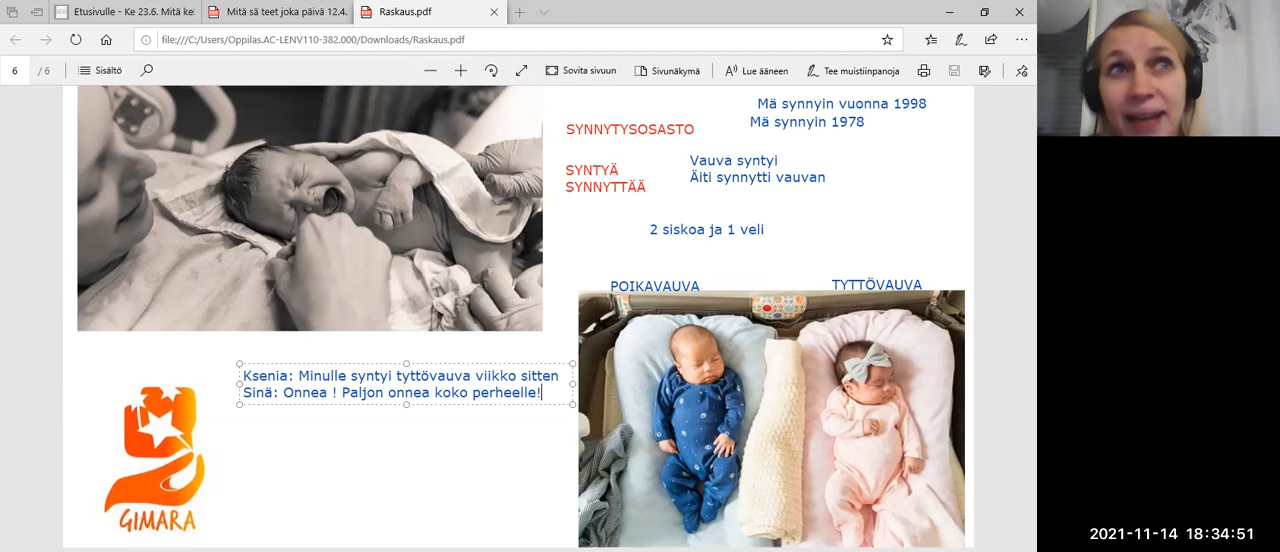 Etusivulle - Ke 23.6. Mitä kel
Mitä sä teet joka päivä 12.4.
Raskaus.pdf
file:///C:/Users/Oppilas.AC-LENV110-382.000/Downloads/Raskaus.pdf
6 / 6
Sisältö
Sovita sivuun
Sivunäkymä
Lue ääneen
Tee muistiinpanoja
Mä synnyin vuonna 1998
Mä synnyin 1978
SYNNYTYSOSASTO
Vauva syntyi
SYNTYÄ
Äiti synnytti vauvan
SYNNYTTÄÄ
2 siskoa ja 1 veli
POIKAVAUVA
TYTTÖVAUVA
Ksenia: Minulle syntyi tyttövauva viikko sitten
Sinä: Onnea ! Paljon onnea koko perheelle!
GIMARA
2021-11-14 18:34:51